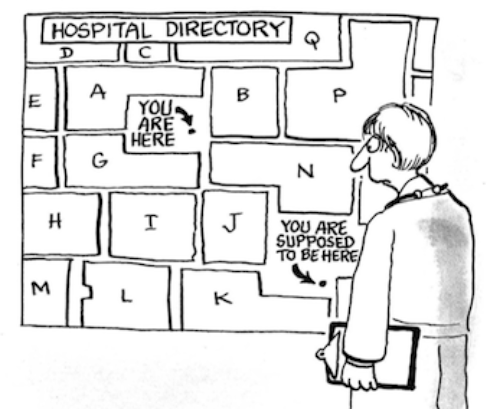 HOSPITAL DIRECTORY
Q
D
C
E
A
B
P
YOU
ARE
HERE
F
G
N
H
I
J
YOU ARE
SUPPOSED
TO BE HERE
M
L
K